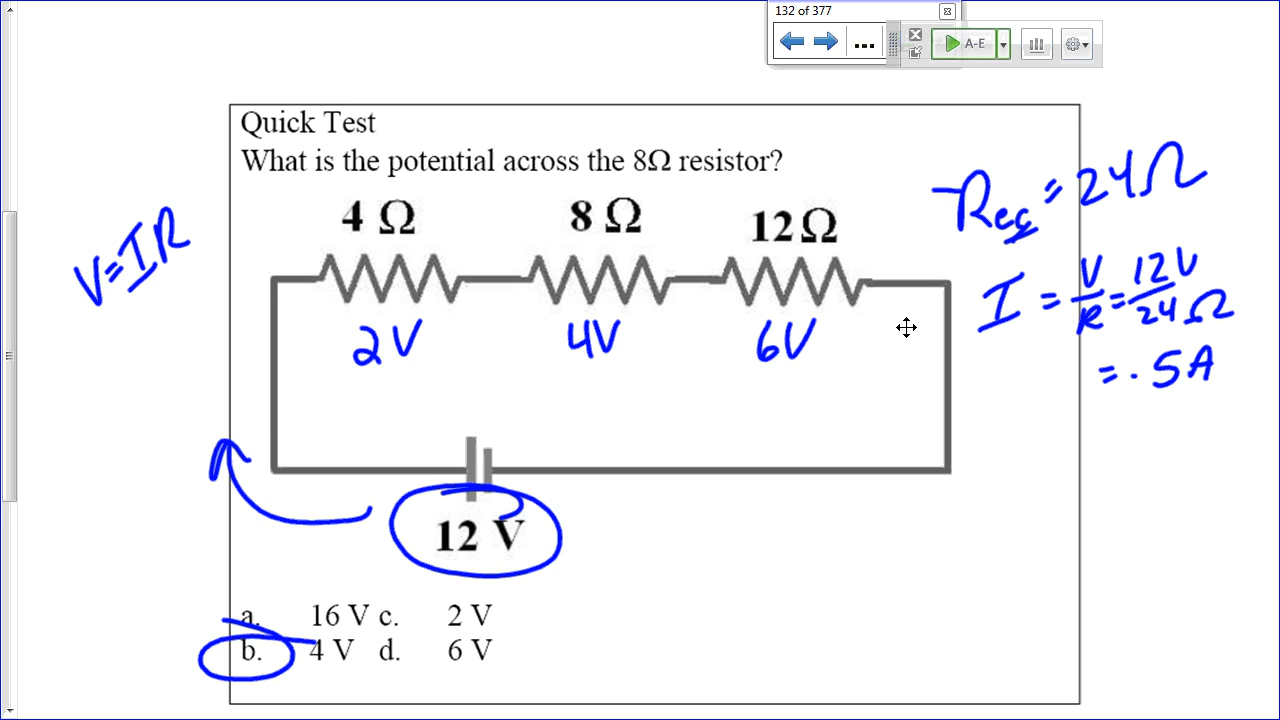 132 of 377
...
A-E
Quick Test
What is the potential across the 8Ω resistor?
4 Ω 8 Ω 12Ω
Req = 24Ω
V=IR
I = V/R = 12V/24Ω
= .5A
2V 4V 6V
12 V
a. 16 V c. 2 V
b. 4 V d. 6 V